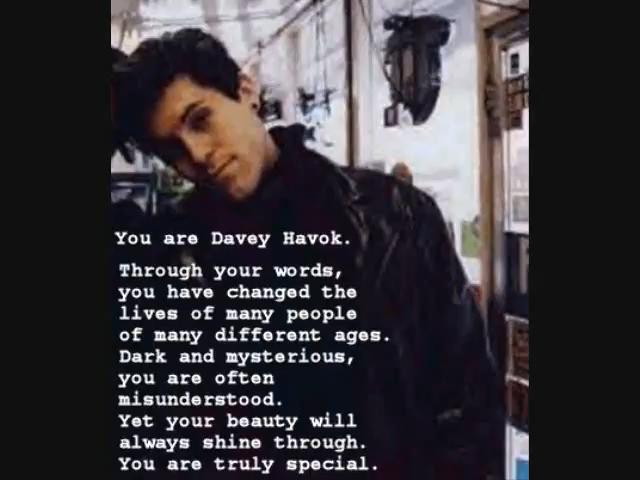 You are Davey Havok.
Through your words,
you have changed the
lives of many people
of many different ages.
Dark and mysterious,
you are often
misunderstood.
Yet your beauty will
always shine through.
You are truly special.